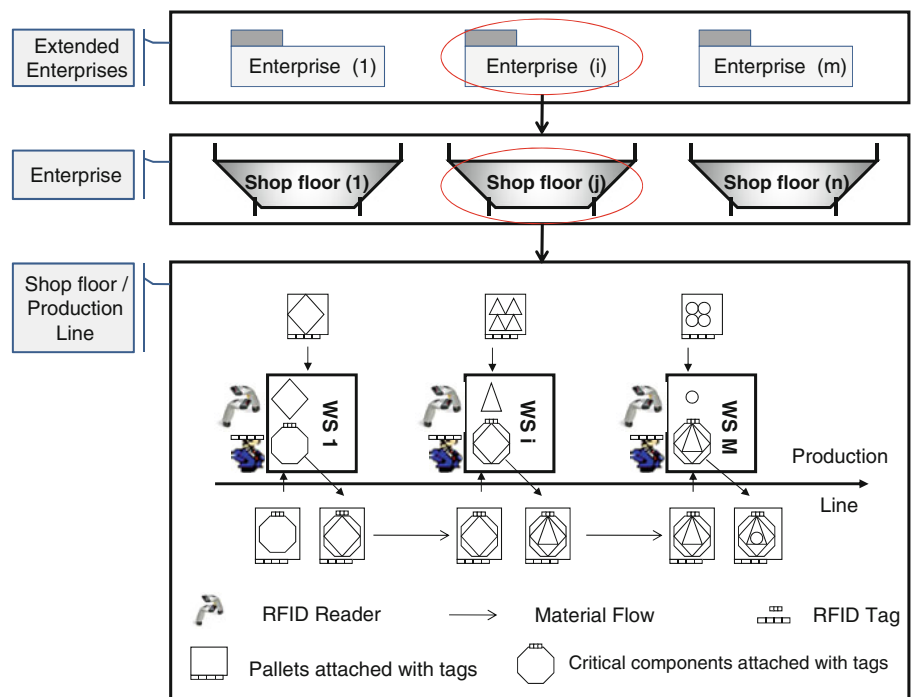 Extended
Enterprises
Enterprise (1)
Enterprise (i)
Enterprise (m)
Enterprise
Shop floor (1)
Shop floor (j)
Shop floor (n)
Shop floor /
Production
Line
WS 1
WS i
WS M
Production
Line
RFID Reader
Material Flow
RFID Tag
Pallets attached with tags
Critical components attached with tags